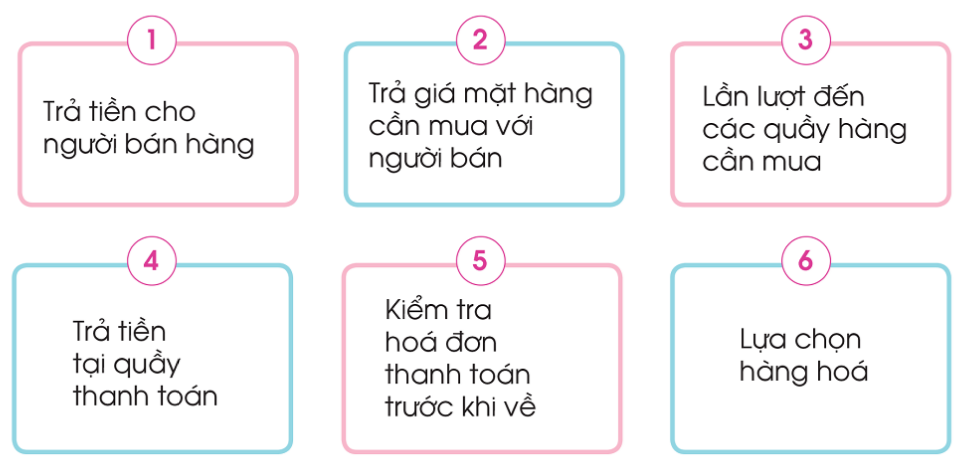 1
Trả tiền cho
người bán hàng
2
Trả giá mặt hàng
cần mua với
người bán
3
Lần lượt đến
các quầy hàng
cần mua
4
Trả tiền
tại quầy
thanh toán
5
Kiểm tra
hoá đơn
thanh toán
trước khi về
6
Lựa chọn
hàng hoá